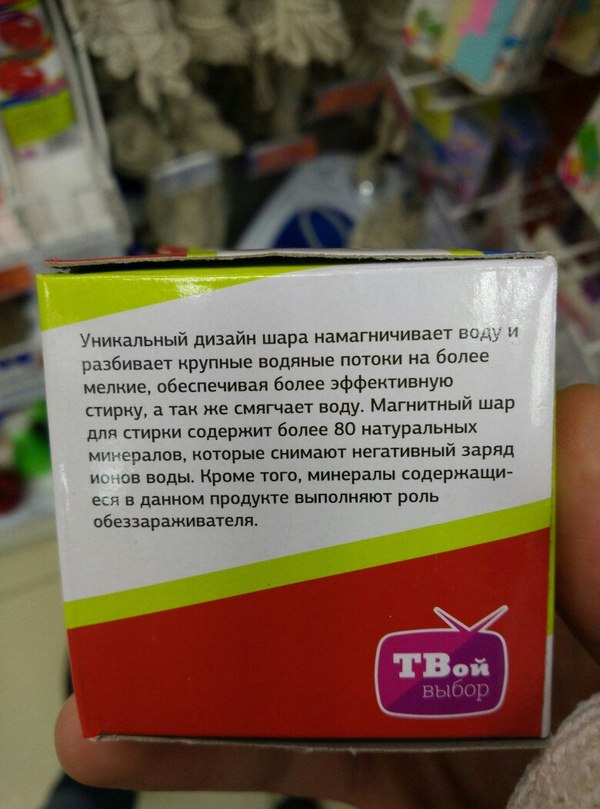 Уникальный дизайн шара намагничивает воду и
разбивает крупные водяные потоки на более
мелкие, обеспечивая более эффективную
стирку, а так же смягчает воду. Магнитный шар
для стирки содержит более 80 натуральных
минералов, которые снимают негативный заряд
ионов воды. Кроме того, минералы содержащи-
еся в данном продукте выполняют роль
обеззараживателя.
ТВой
выбор